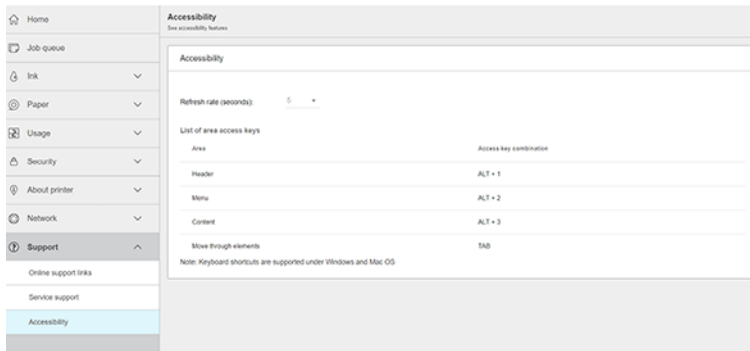 Home
Job queue
Ink
Paper
Usage
Security
About printer
Network
Support
Online support links
Service support
Accessibility
Accessibility
See accessibility features
Accessibility
Refresh rate (seconds): 5
List of area access keys
Area Access key combination
Header ALT + 1
Menu ALT + 2
Content ALT + 3
Move through elements TAB
Note: Keyboard shortcuts are supported under Windows and Mac OS